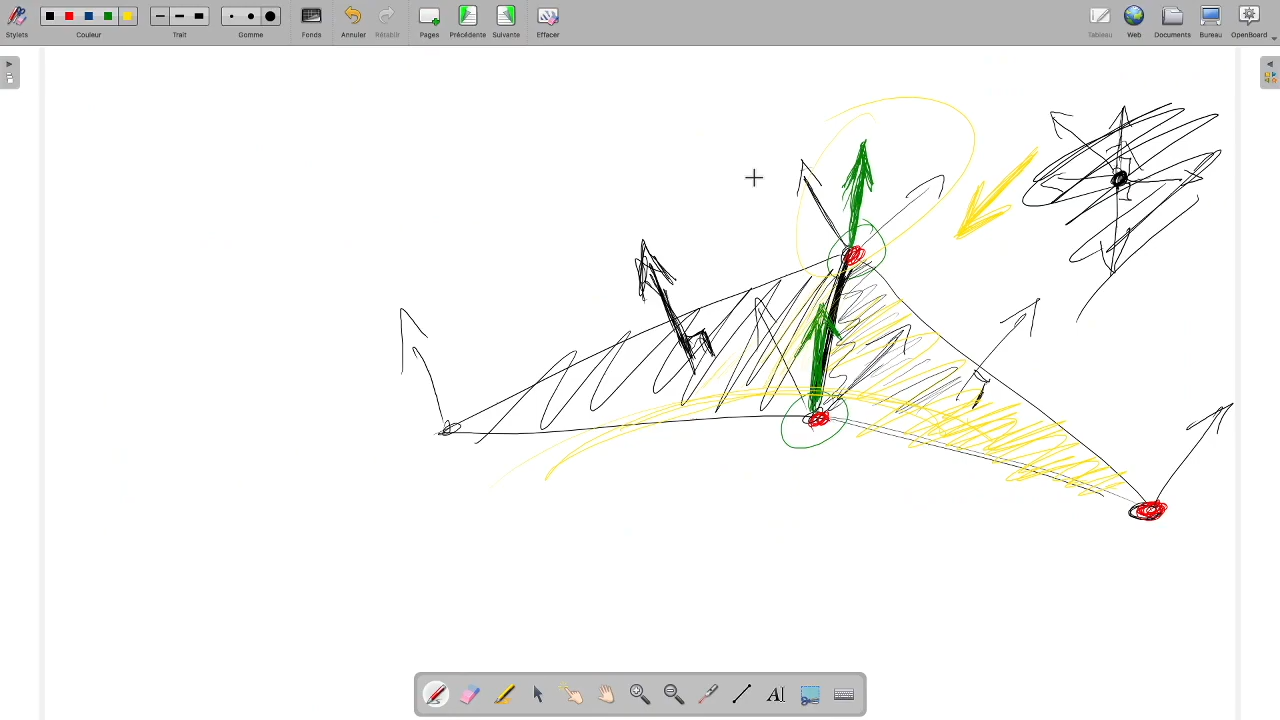 Stylets
Couleur
Trait
Gomme
Fonds
Annuler
Rétablir
Pages
Précédente
Suivante
Effacer
Tableau
Web
Documents
Bureau
OpenBoard